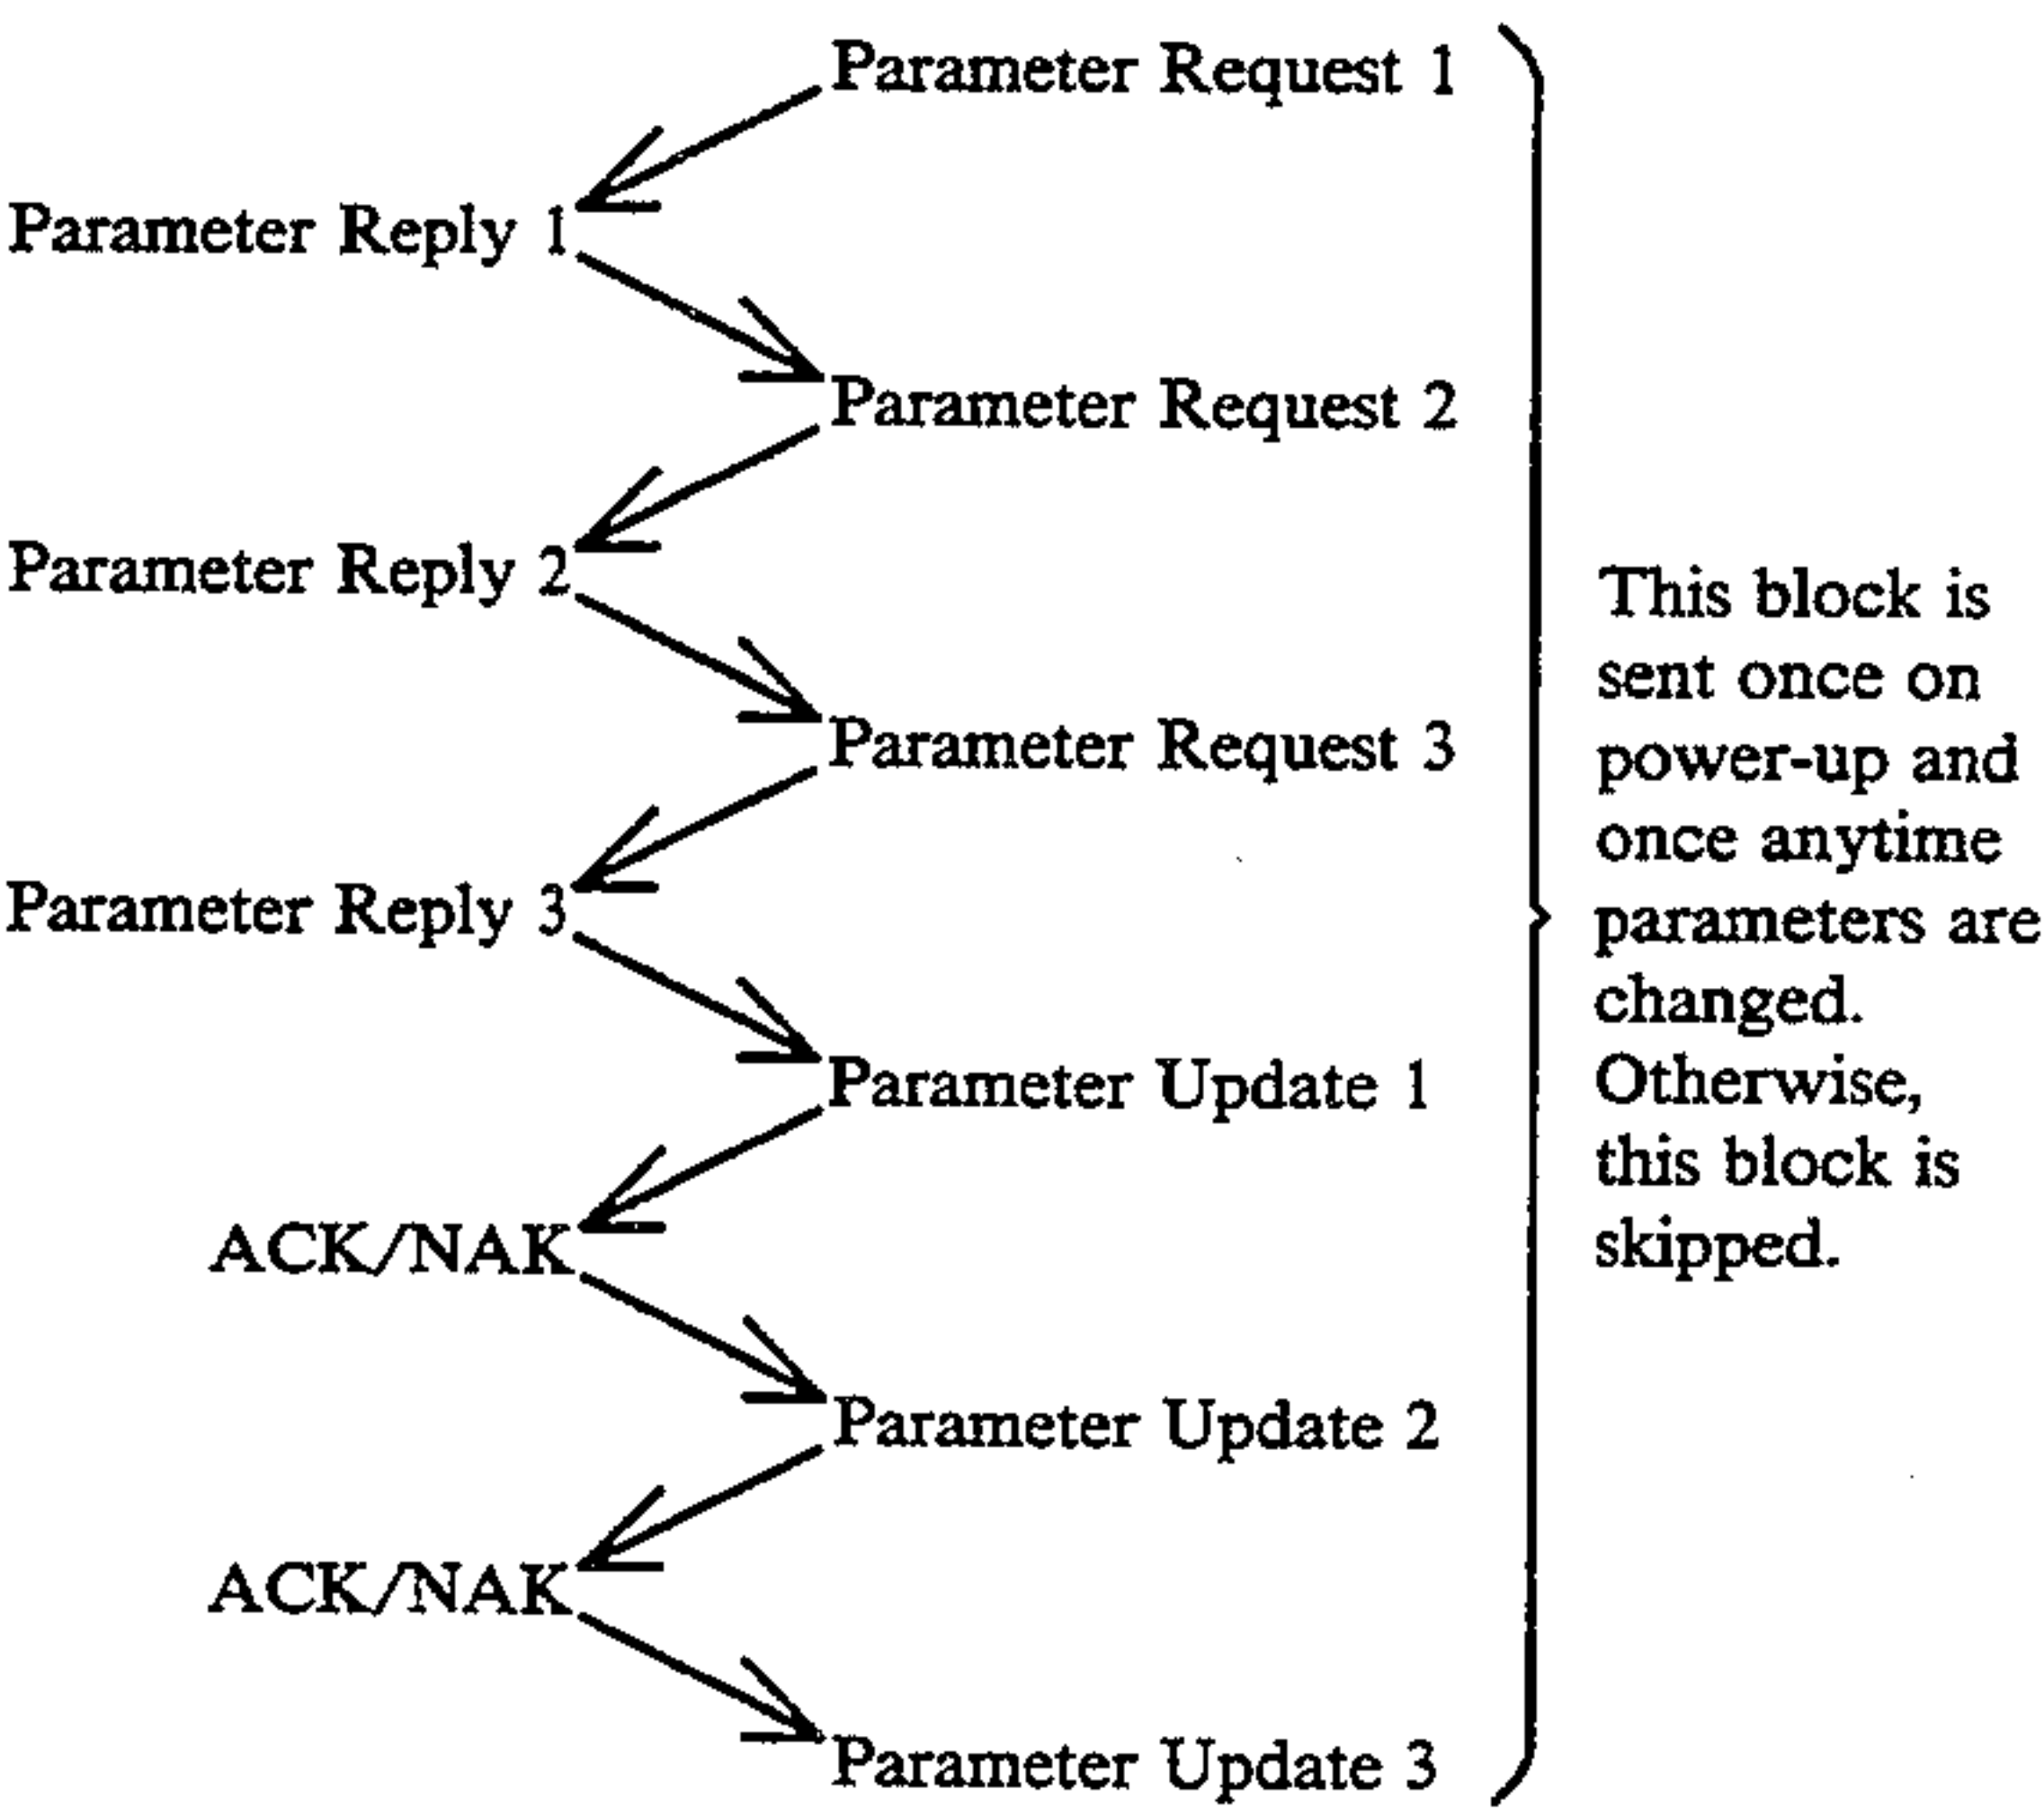 Parameter Request 1
Parameter Reply 1
Parameter Request 2
Parameter Reply 2
Parameter Request 3
Parameter Reply 3
Parameter Update 1
ACK/NAK
Parameter Update 2
ACK/NAK
Parameter Update 3
This block is
sent once on
power-up and
once anytime
parameters are
changed.
Otherwise,
this block is
skipped.